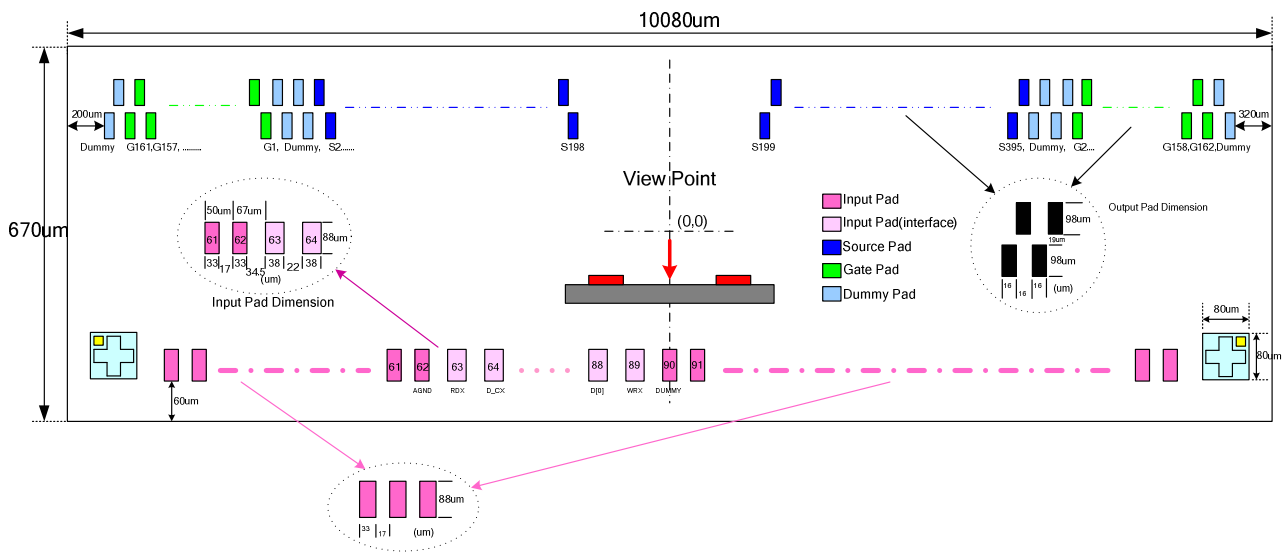 10080um
200um
320um
Dummy G161,G157, ........
G1, Dummy, S2......
S198
S199
S395, Dummy, G2....
G158,G162,Dummy
670um
View Point
(0,0)
Input Pad
Input Pad(interface)
Source Pad
Gate Pad
Dummy Pad
50um 67um
61 62 63 64
88um
33 17 33 34.5 38 22 38
(um)
Input Pad Dimension
Output Pad Dimension
98um
19um
98um
16 16 16 (um)
80um
80um
60um
61 62 63 64 88 89 90 91
AGND RDX D_CX D[0] WRX DUMMY
88um
33 17 (um)